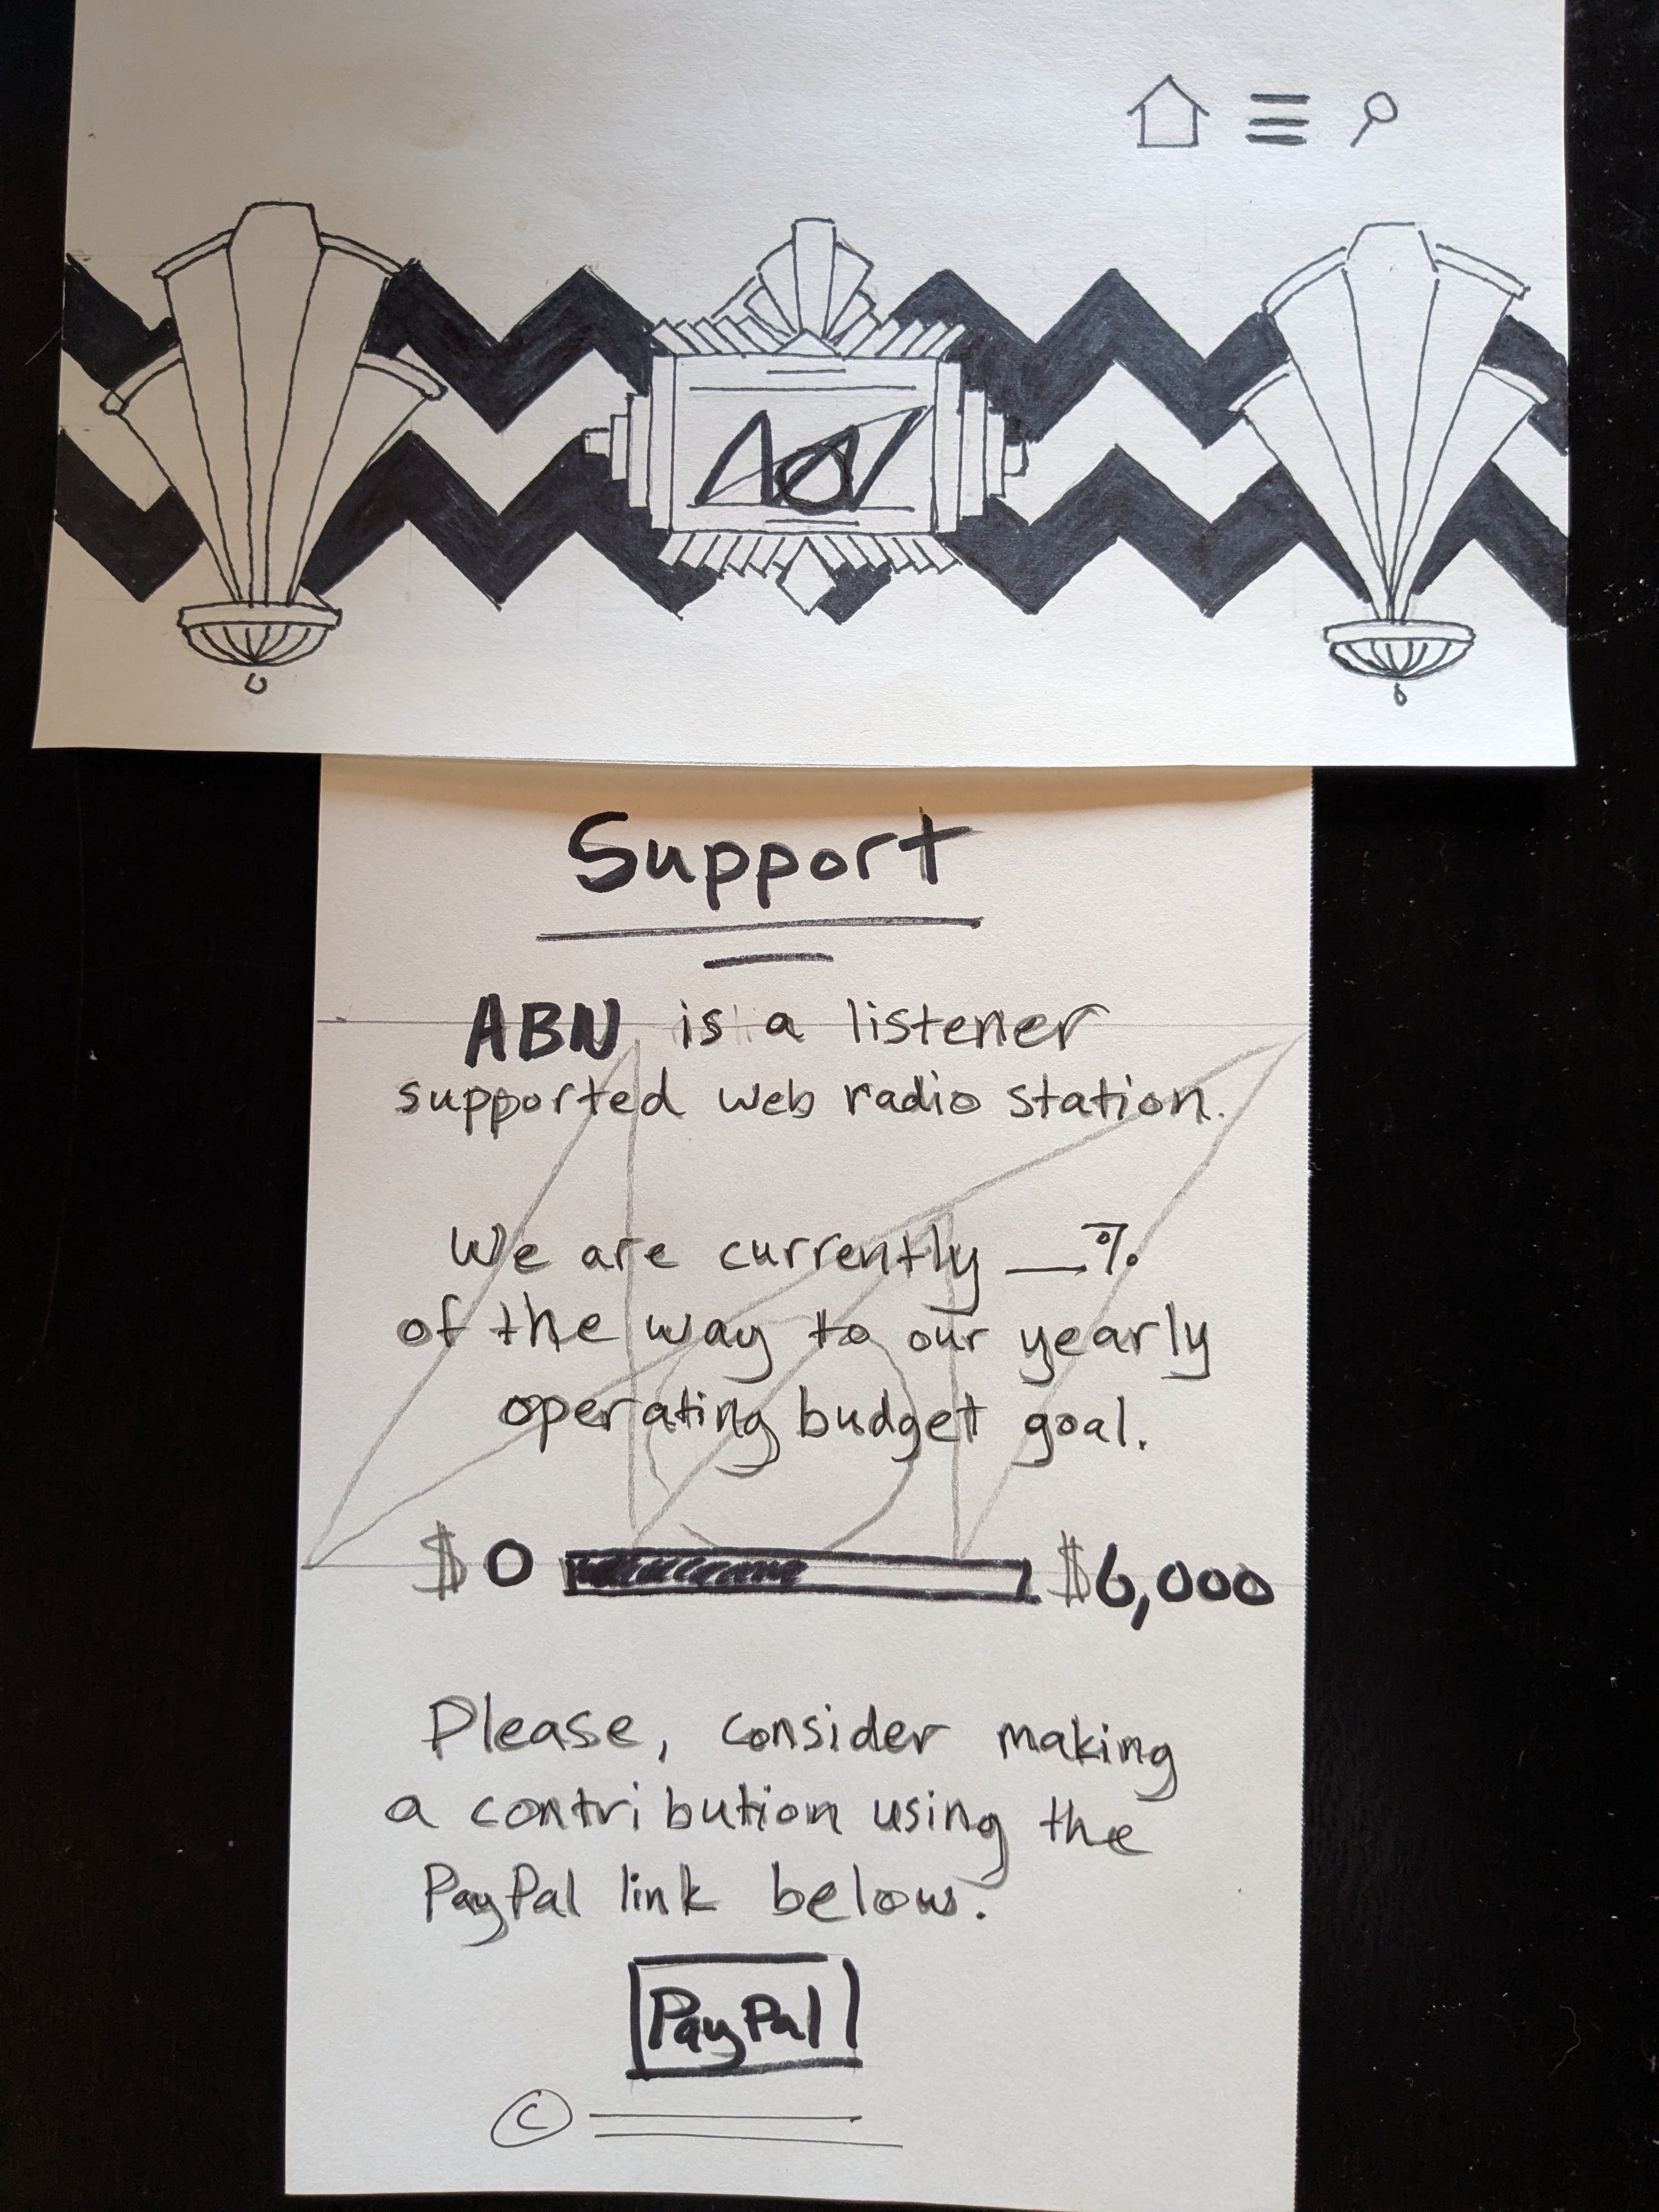 Support
ABN is a listener
supported web radio station.
We are currently __%
of the way to our yearly
operating budget goal.
$0 $6,000
Please, consider making
a contribution using the
PayPal link below.
PayPal
©